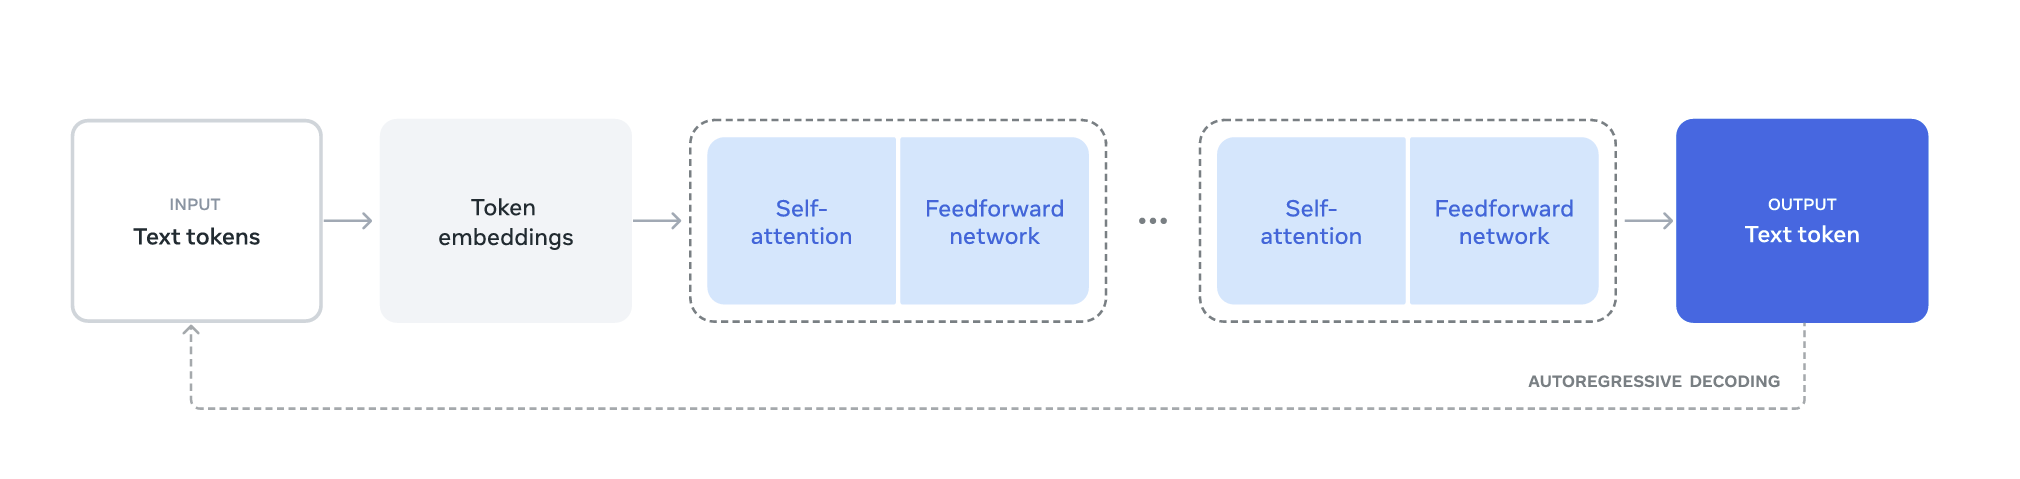 INPUT
Text tokens
Token
embeddings
Self-
attention
Feedforward
network
...
Self-
attention
Feedforward
network
OUTPUT
Text token
AUTOREGRESSIVE DECODING